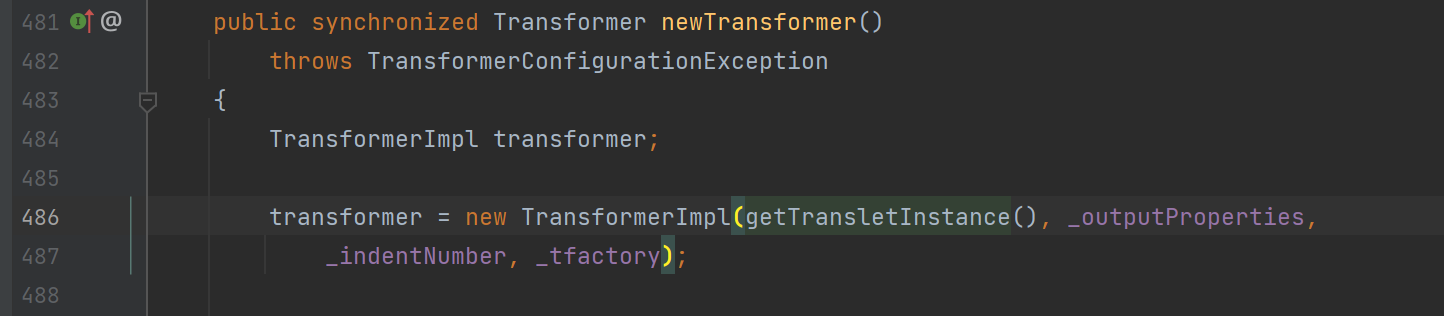 481 @ public synchronized Transformer newTransformer()
482 throws TransformerConfigurationException
483 {
484 TransformerImpl transformer;
485
486 transformer = new TransformerImpl(getTransletInstance(), _outputProperties,
487 _indentNumber, _tfactory);
488